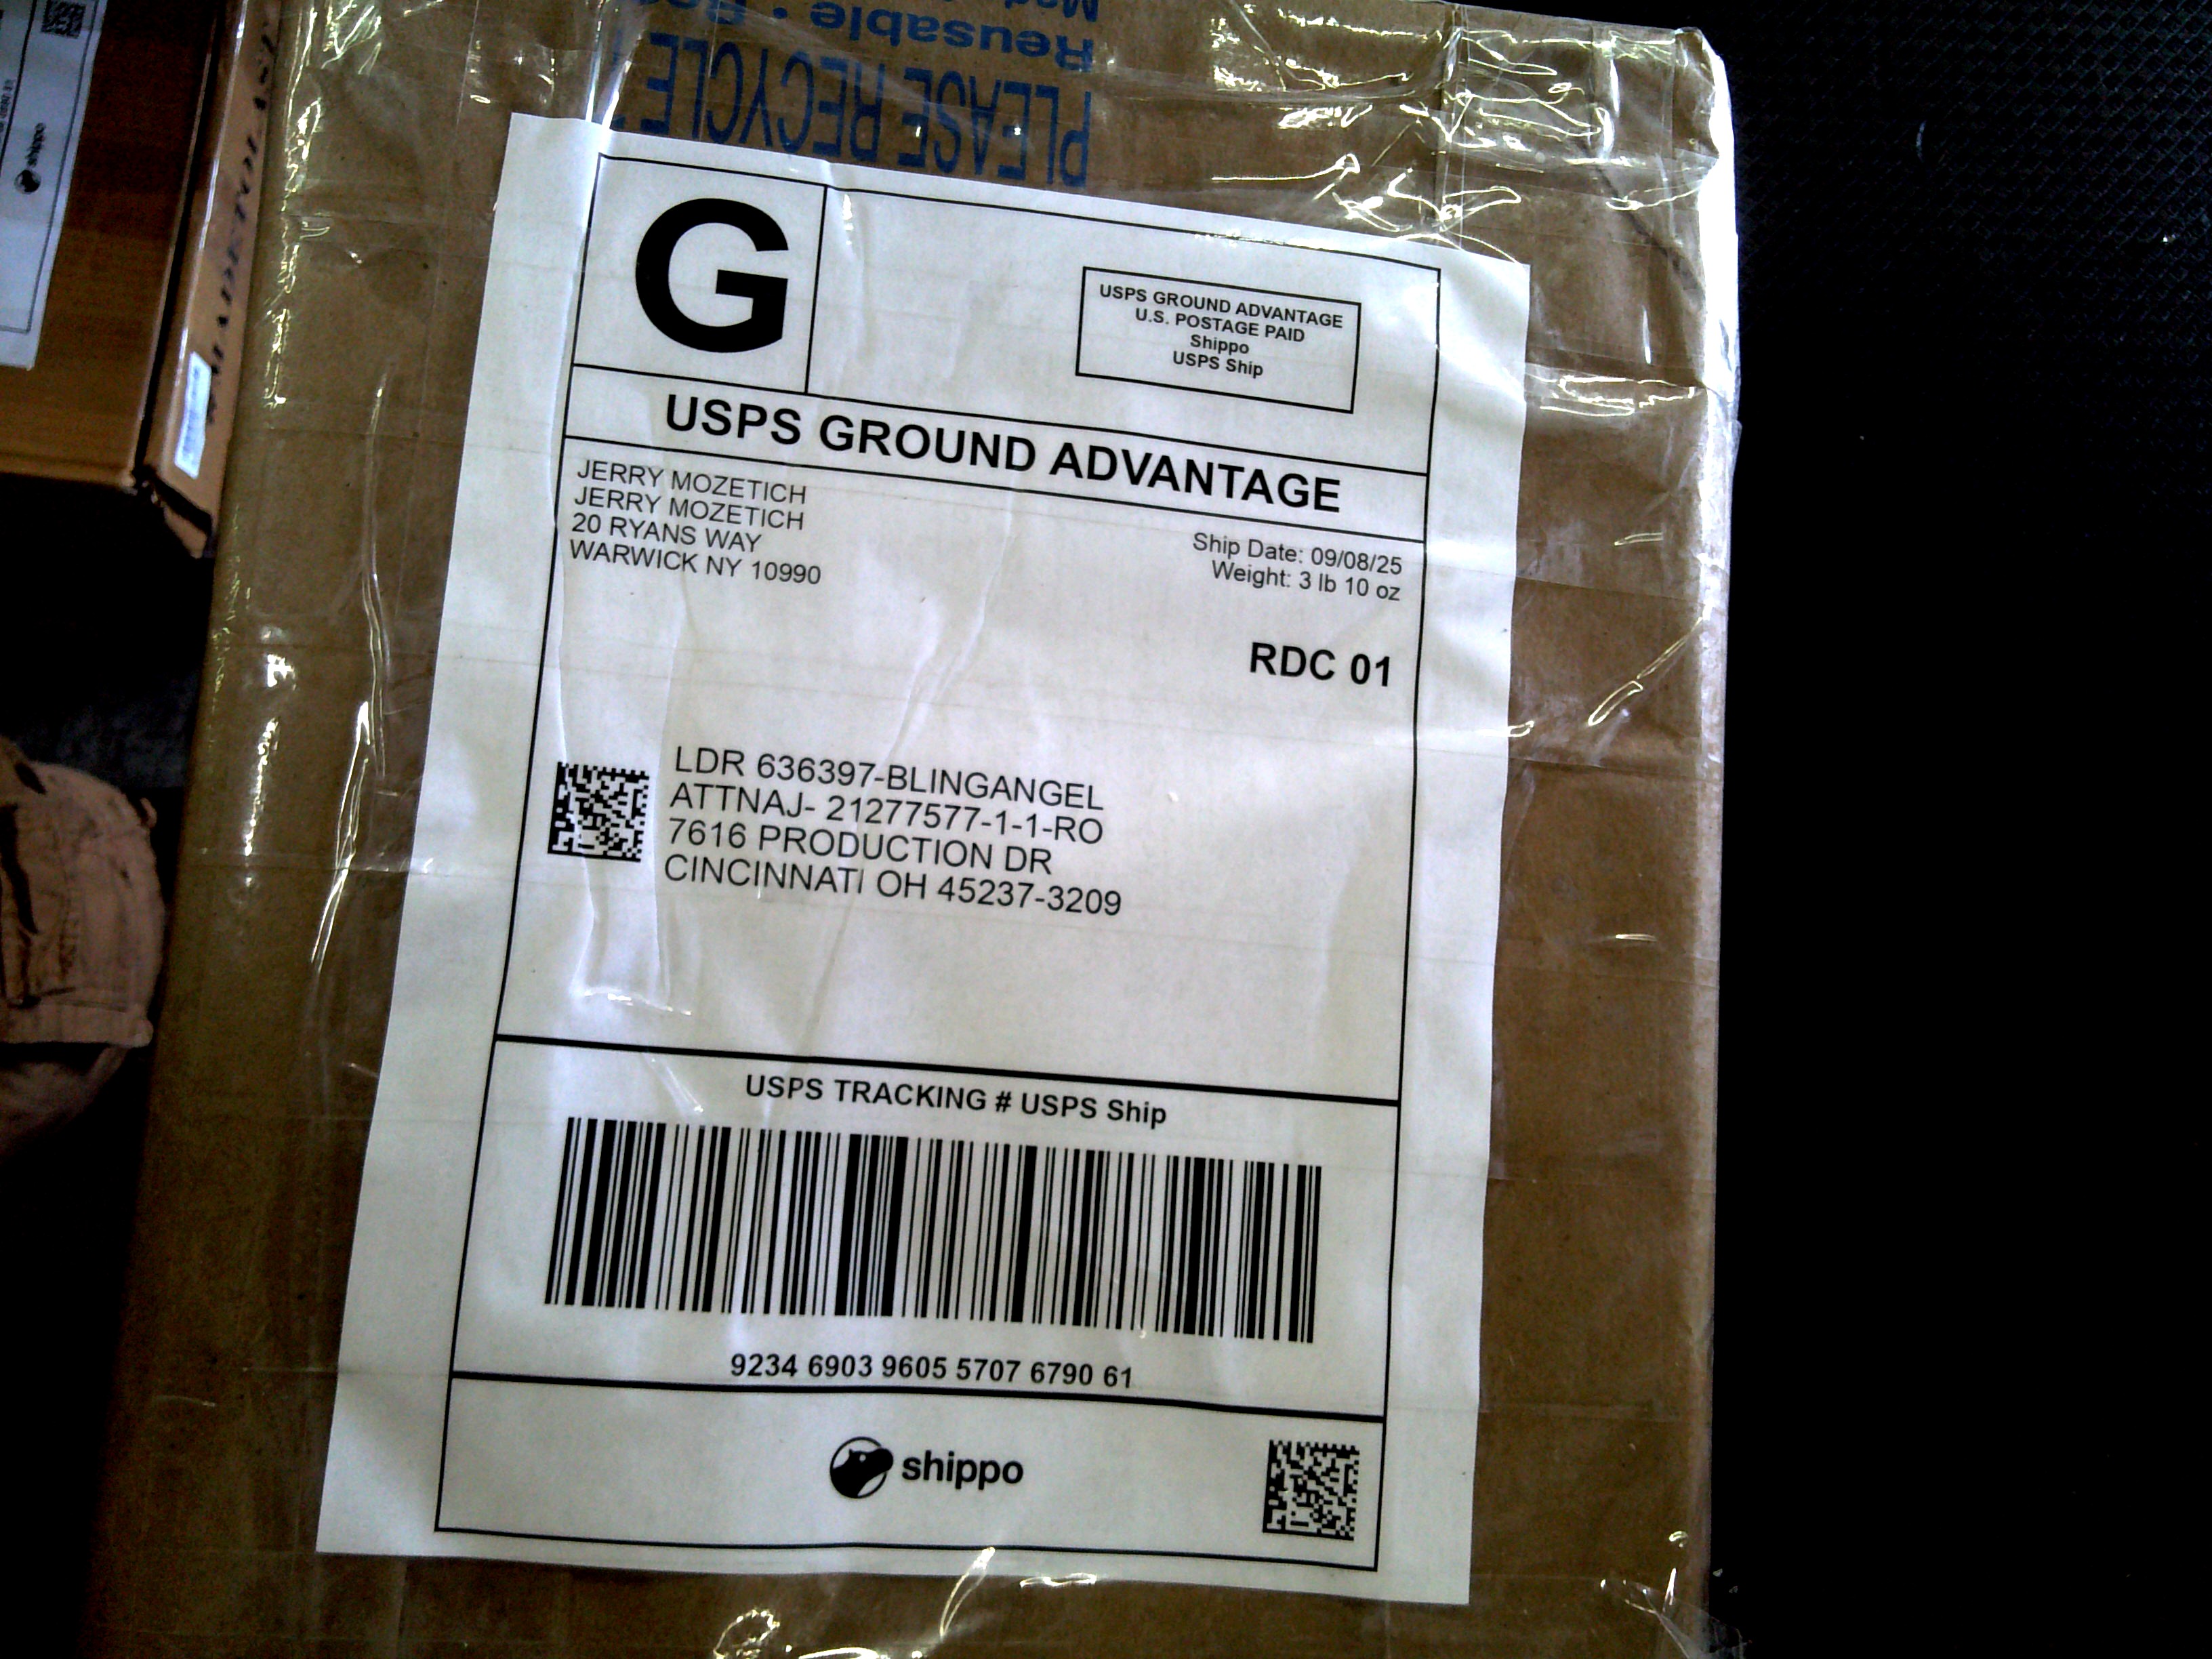 PLEASE RECYCLE
Reusable
G
USPS GROUND ADVANTAGE
U.S. POSTAGE PAID
Shippo
USPS Ship
USPS GROUND ADVANTAGE
JERRY MOZETICH
JERRY MOZETICH
20 RYANS WAY
WARWICK NY 10990
Ship Date: 09/08/25
Weight: 3 lb 10 oz
RDC 01
LDR 636397-BLINGANGEL
ATTNAJ- 21277577-1-1-RO
7616 PRODUCTION DR
CINCINNATI OH 45237-3209
USPS TRACKING # USPS Ship
9234 6903 9605 5707 6790 61
shippo
shippo